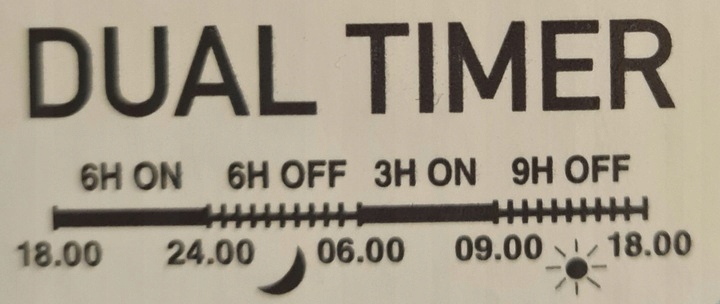 DUAL TIMER
6H ON 6H OFF 3H ON 9H OFF
18.00 24.00 06.00 09.00 18.00